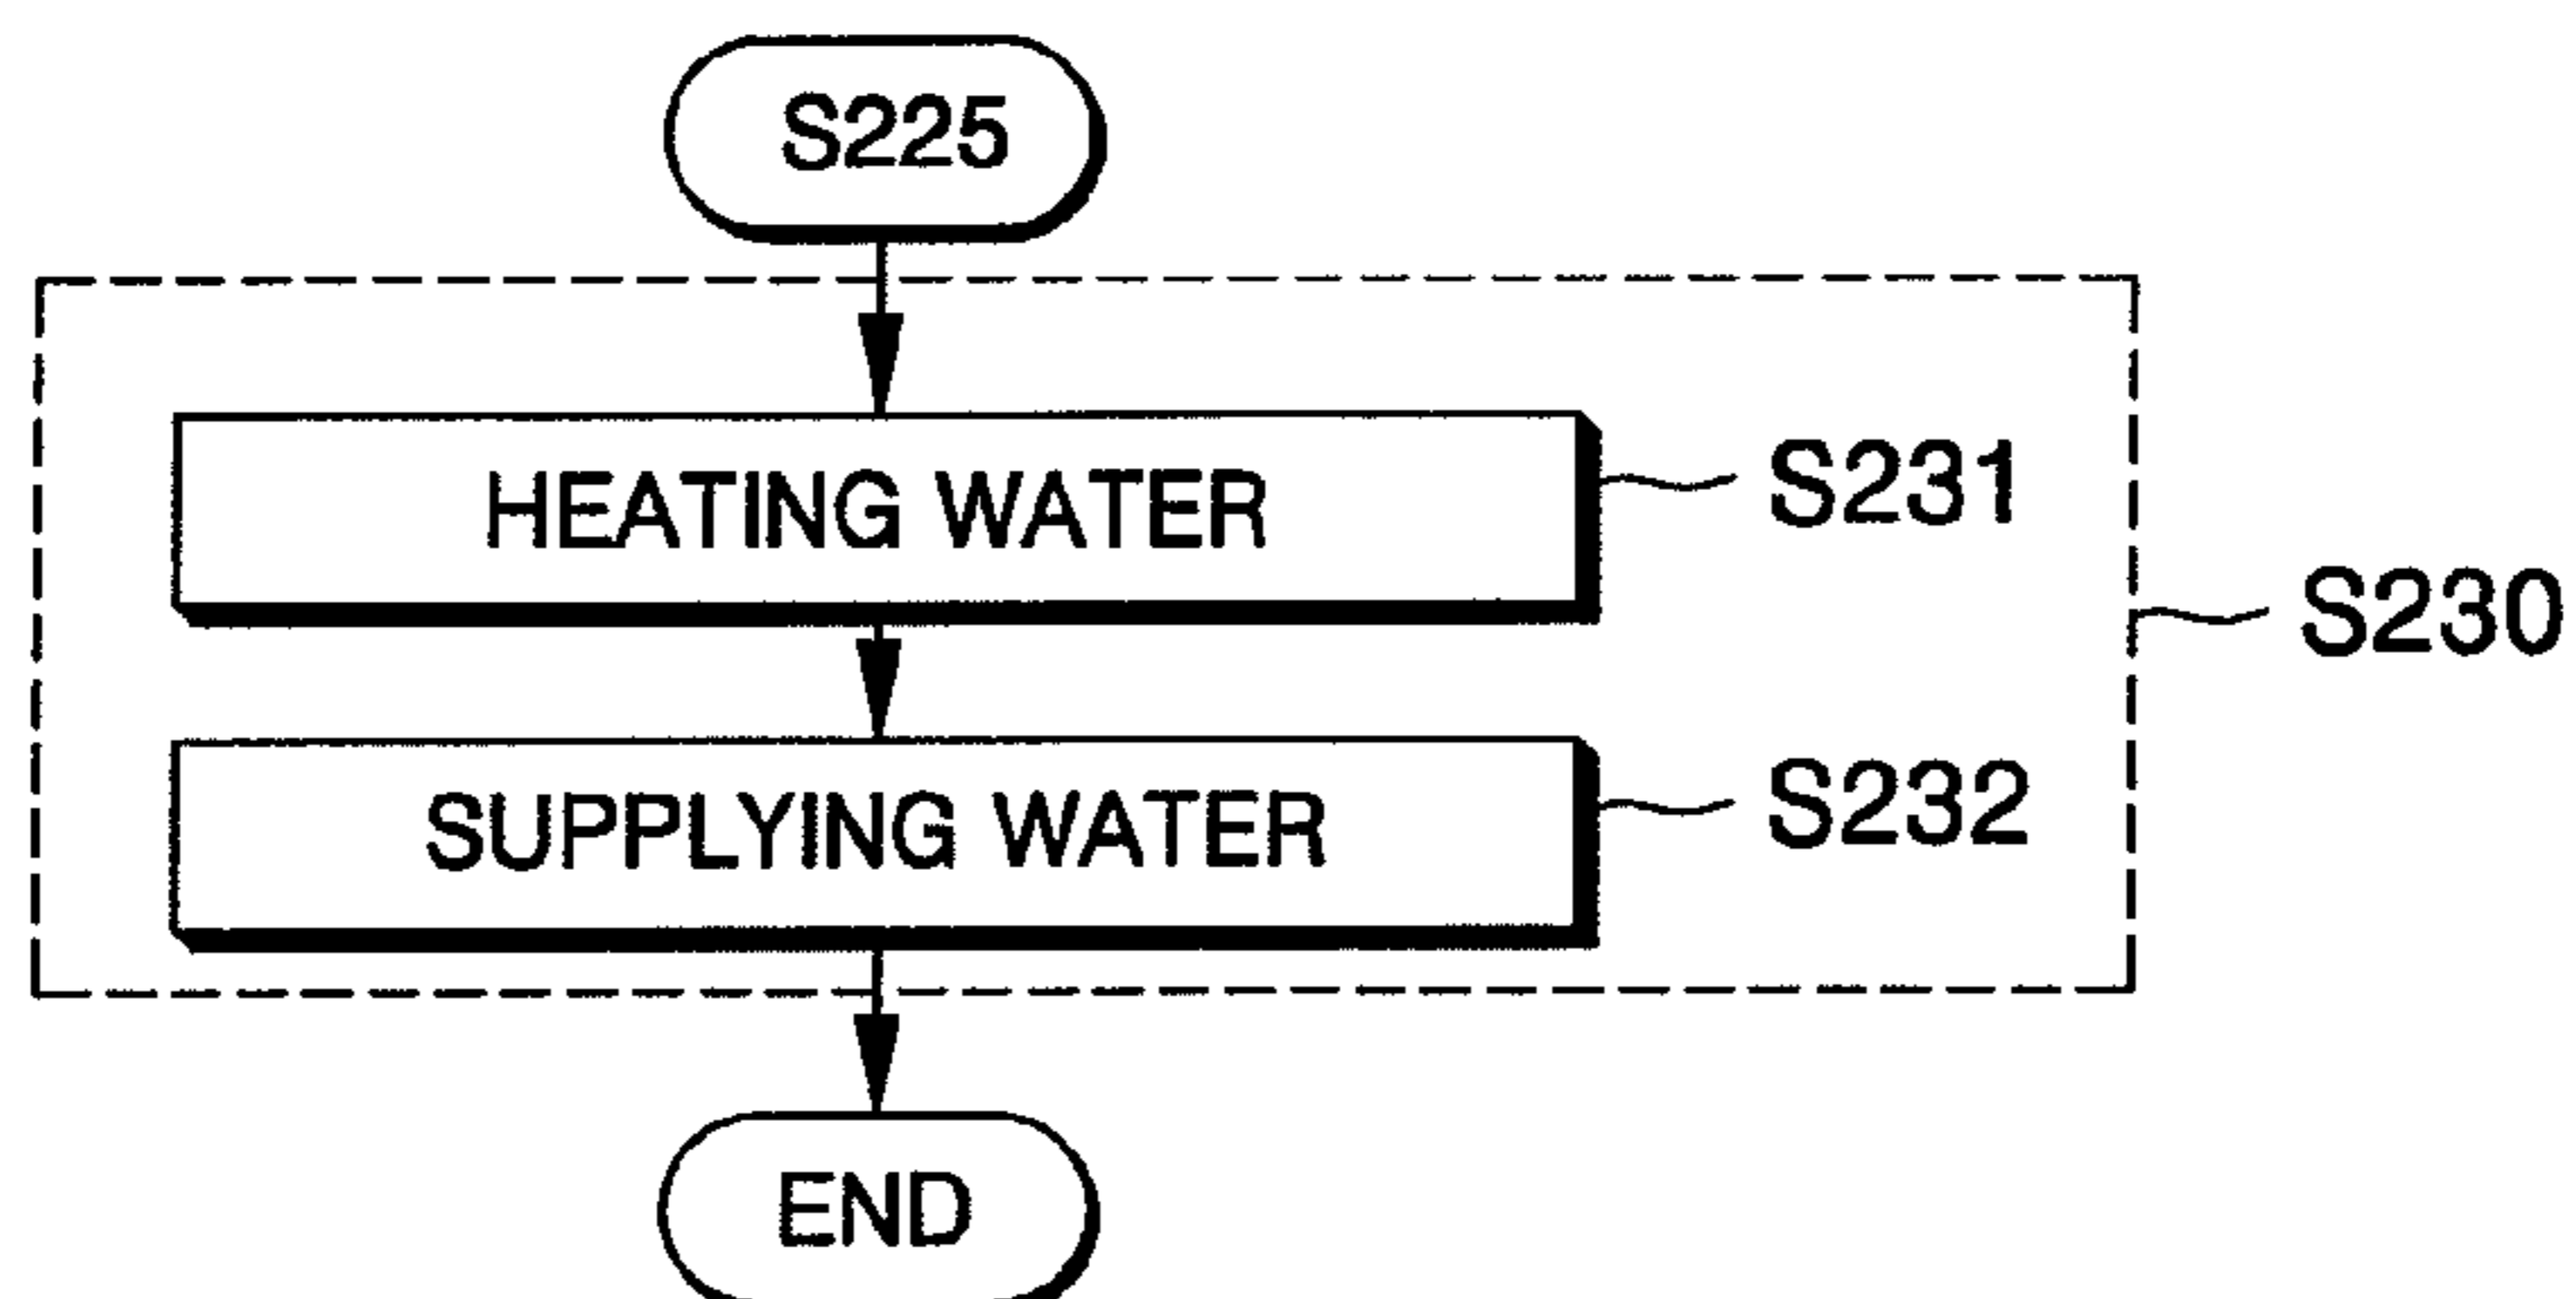 S225
HEATING WATER
S231
S230
SUPPLYING WATER
S232
END